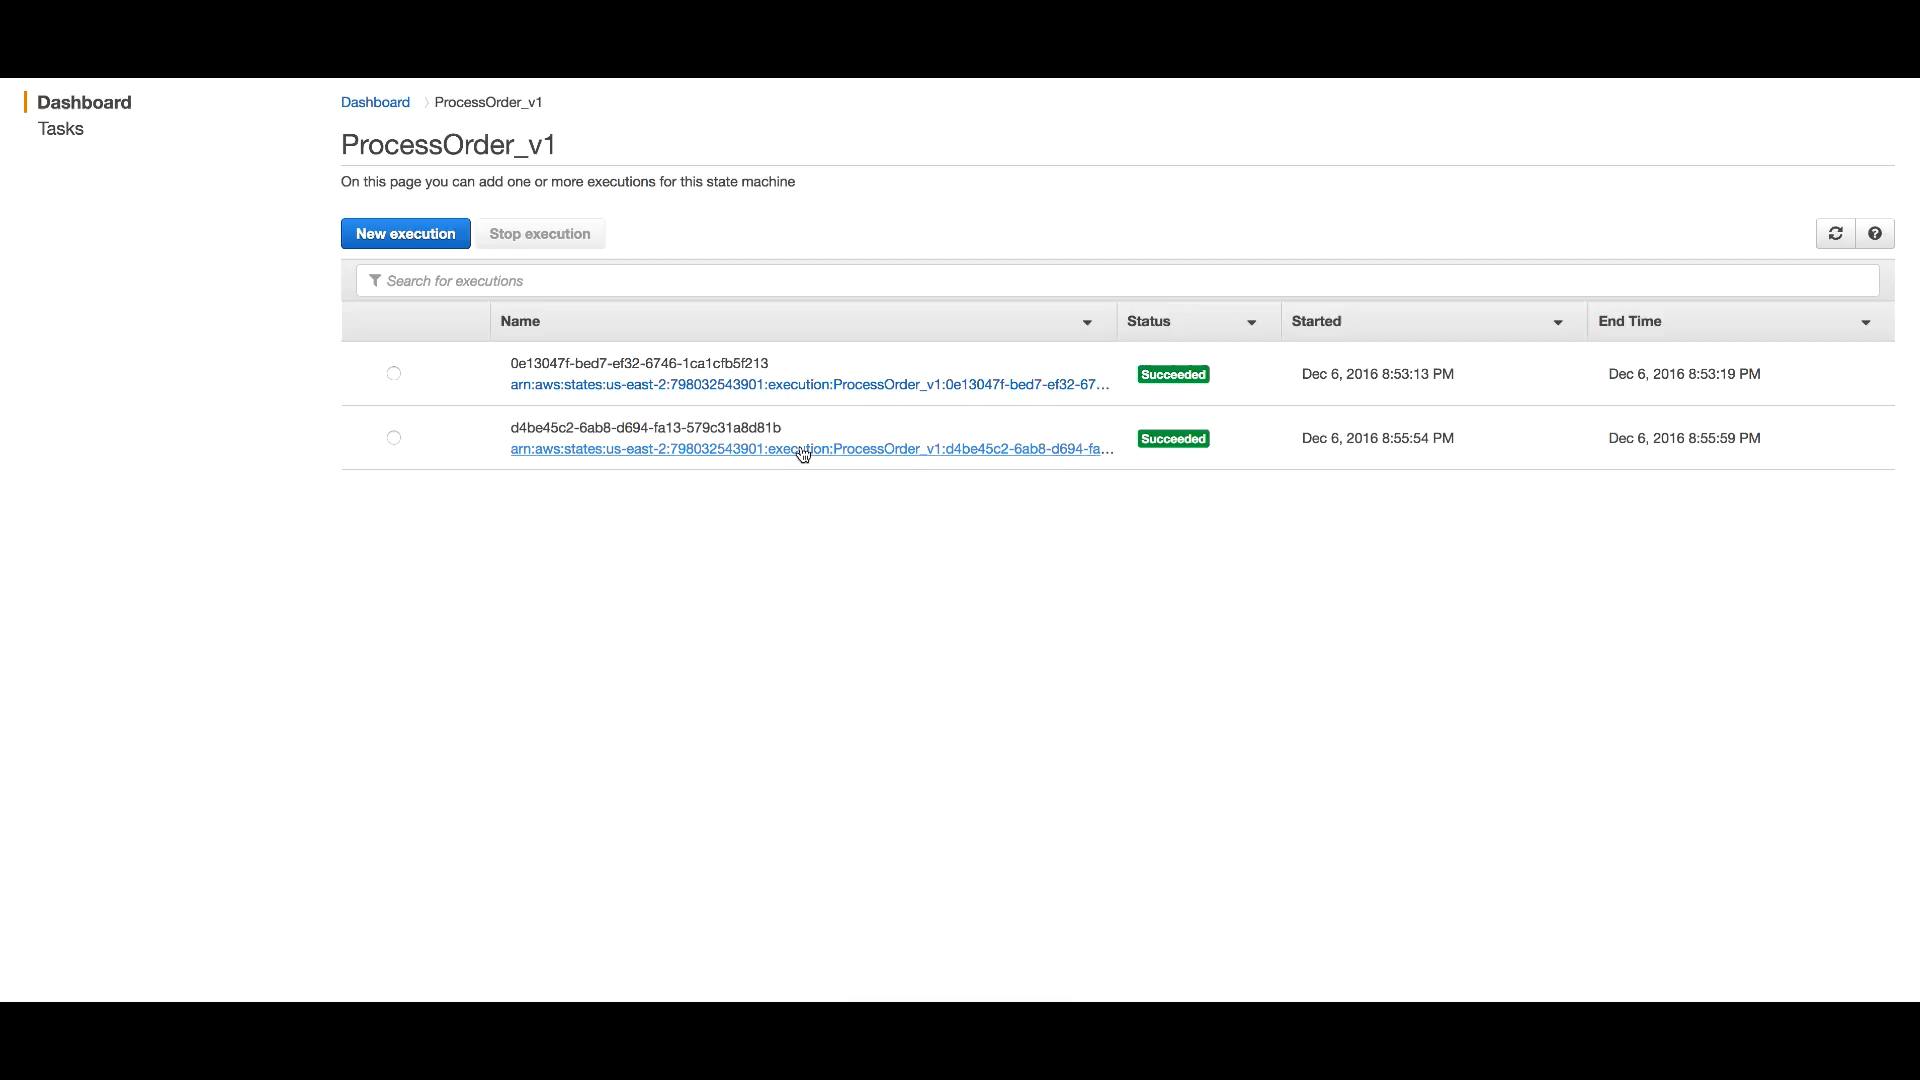 Dashboard
Tasks
Dashboard ProcessOrder_v1
ProcessOrder_v1
On this page you can add one or more executions for this state machine
New execution Stop execution
Search for executions
Name Status Started End Time
0e13047f-bed7-ef32-6746-1ca1cfb5f213
arn:aws:states:us-east-2:798032543901:execution:ProcessOrder_v1:0e13047f-bed7-ef32-67...
Succeeded Dec 6, 2016 8:53:13 PM Dec 6, 2016 8:53:19 PM
d4be45c2-6ab8-d694-fa13-579c31a8d81b
arn:aws:states:us-east-2:798032543901:execution:ProcessOrder_v1:d4be45c2-6ab8-d694-fa...
Succeeded Dec 6, 2016 8:55:54 PM Dec 6, 2016 8:55:59 PM